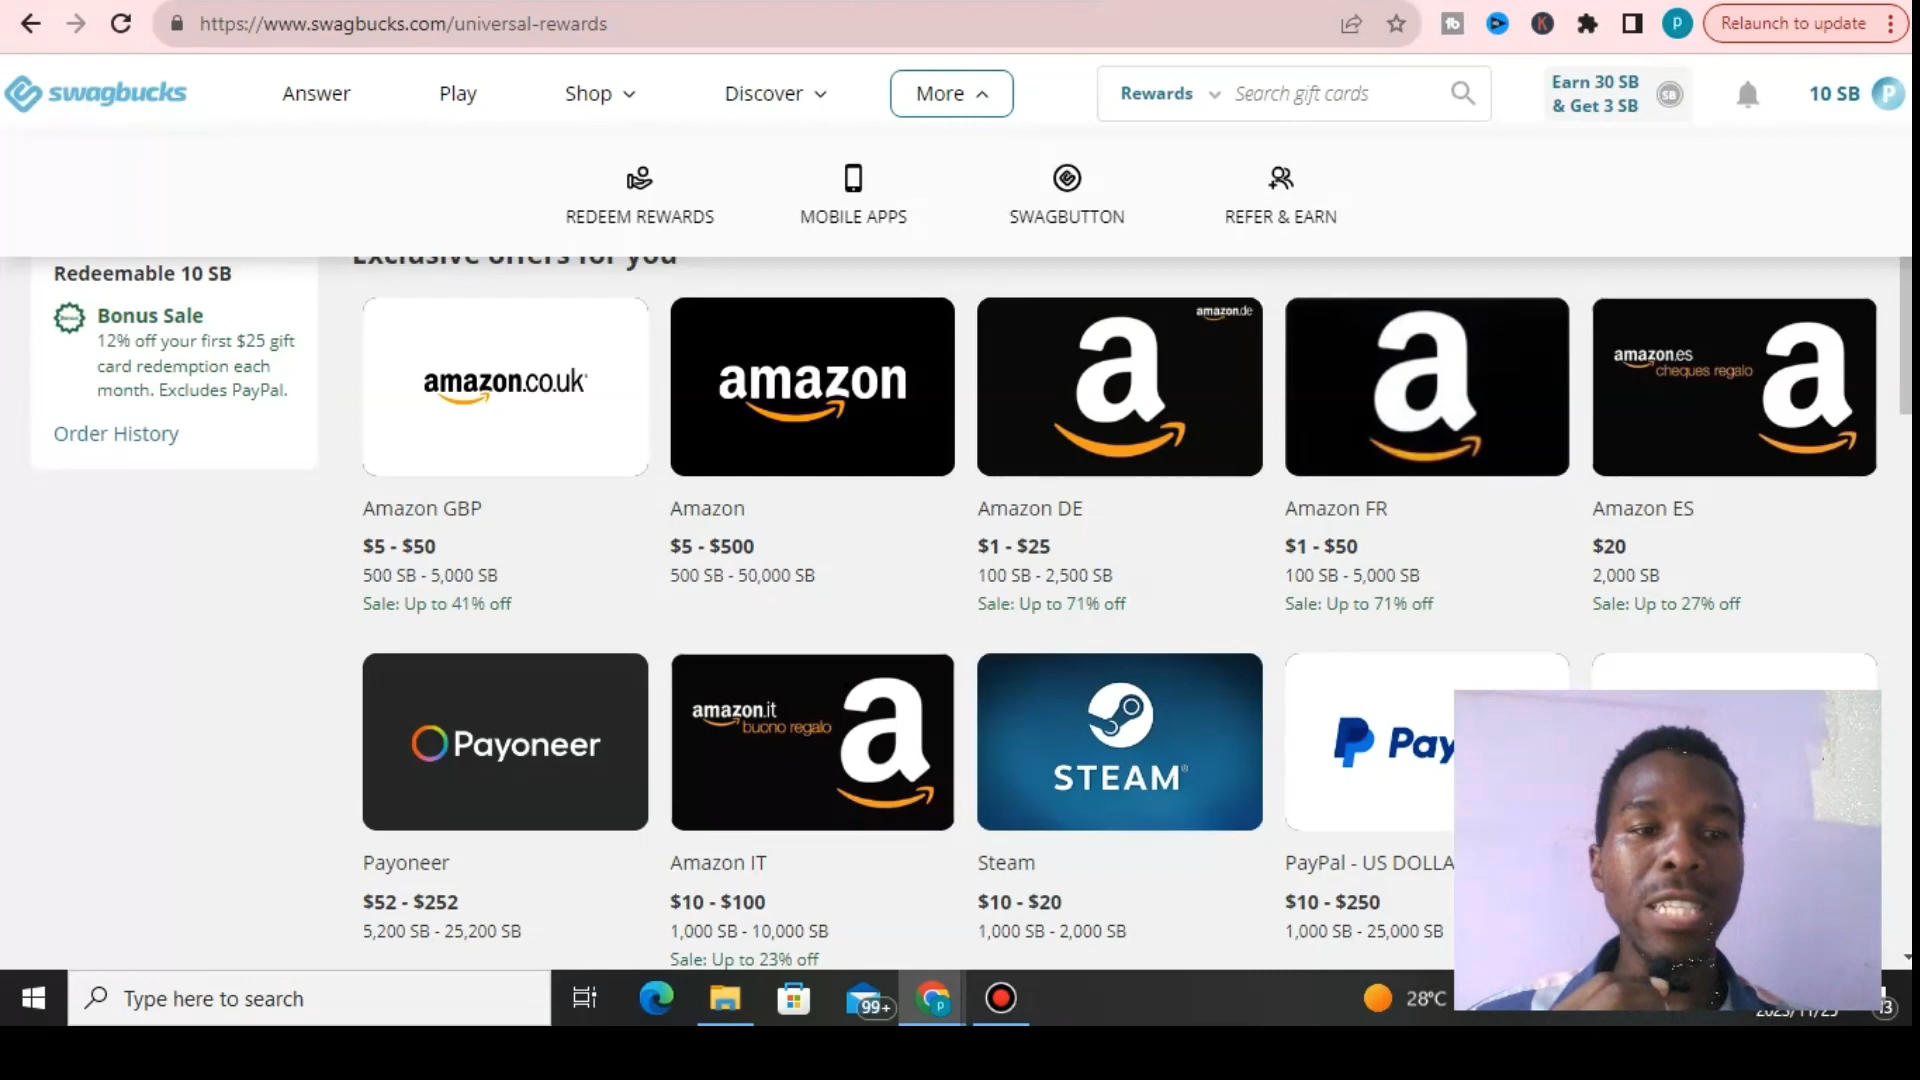 https://www.swagbucks.com/universal-rewards
Relaunch to update
swagbucks
Answer
Play
Shop
Discover
More
Rewards
Search gift cards
Earn 30 SB
& Get 3 SB
SB
10 SB
P
REDEEM REWARDS
MOBILE APPS
SWAGBUTTON
REFER & EARN
Redeemable 10 SB
Exclusive offers for you
Bonus Sale
12% off your first $25 gift
card redemption each
month. Excludes PayPal.
Order History
amazon.co.uk
amazon
a
amazon.de
a
amazon.es
cheques regalo
a
Amazon GBP
$5 - $50
500 SB - 5,000 SB
Sale: Up to 41% off
Amazon
$5 - $500
500 SB - 50,000 SB
Amazon DE
$1 - $25
100 SB - 2,500 SB
Sale: Up to 71% off
Amazon FR
$1 - $50
100 SB - 5,000 SB
Sale: Up to 71% off
Amazon ES
$20
2,000 SB
Sale: Up to 27% off
Payoneer
amazon.it
buono regalo
a
STEAM
Pay
Payoneer
$52 - $252
5,200 SB - 25,200 SB
Amazon IT
$10 - $100
1,000 SB - 10,000 SB
Sale: Up to 23% off
Steam
$10 - $20
1,000 SB - 2,000 SB
PayPal - US DOLLA
$10 - $250
1,000 SB - 25,000 SB
Type here to search
99+
28°C